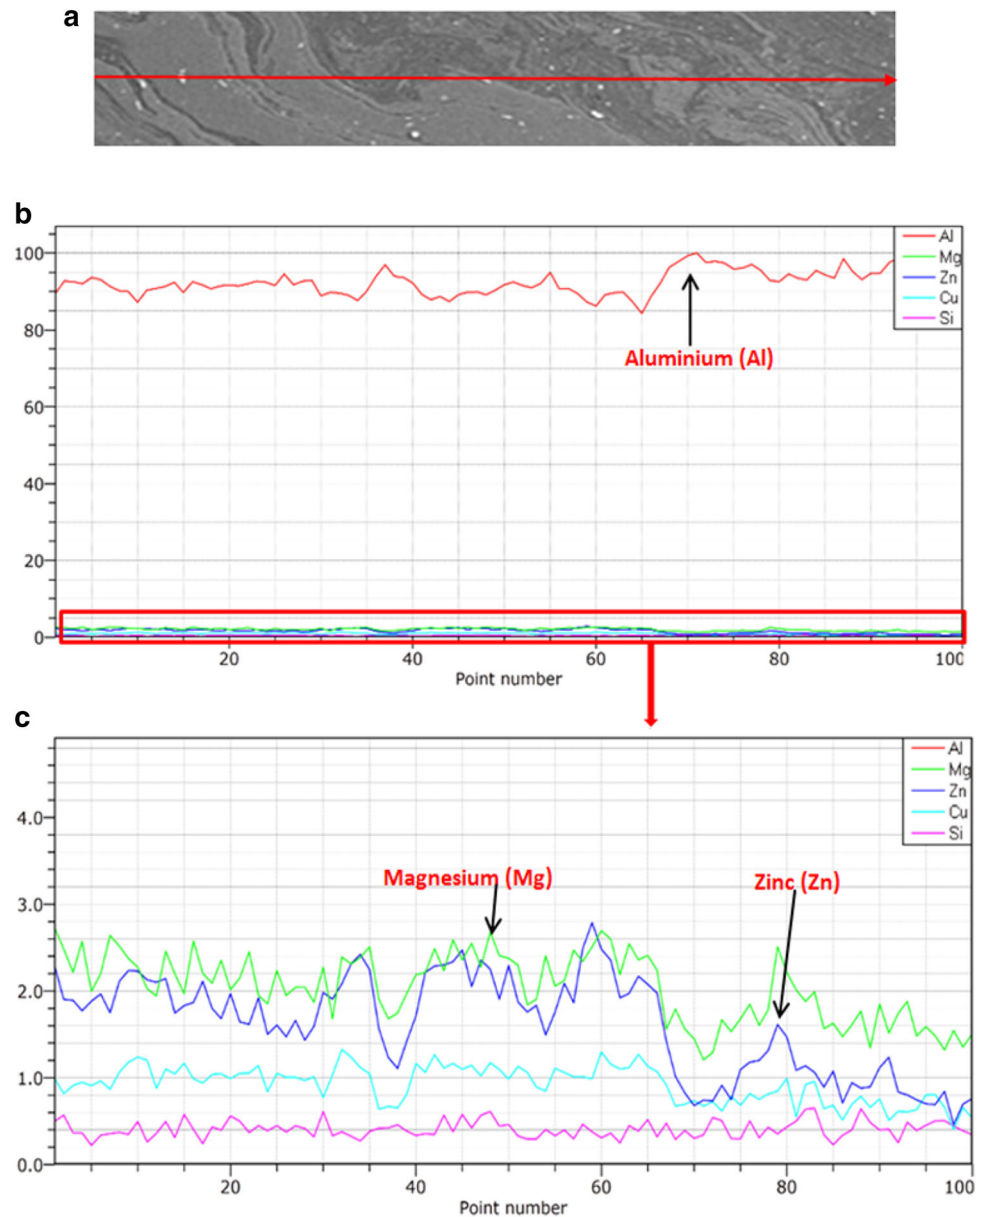 a
b
100
80
60
40
20
0
Al
Mg
Zn
Cu
Si
Aluminium (Al)
20 40 60 80 100
Point number
c
4.0
3.0
2.0
1.0
0.0
Al
Mg
Zn
Cu
Si
Magnesium (Mg)
Zinc (Zn)
20 40 60 80 100
Point number